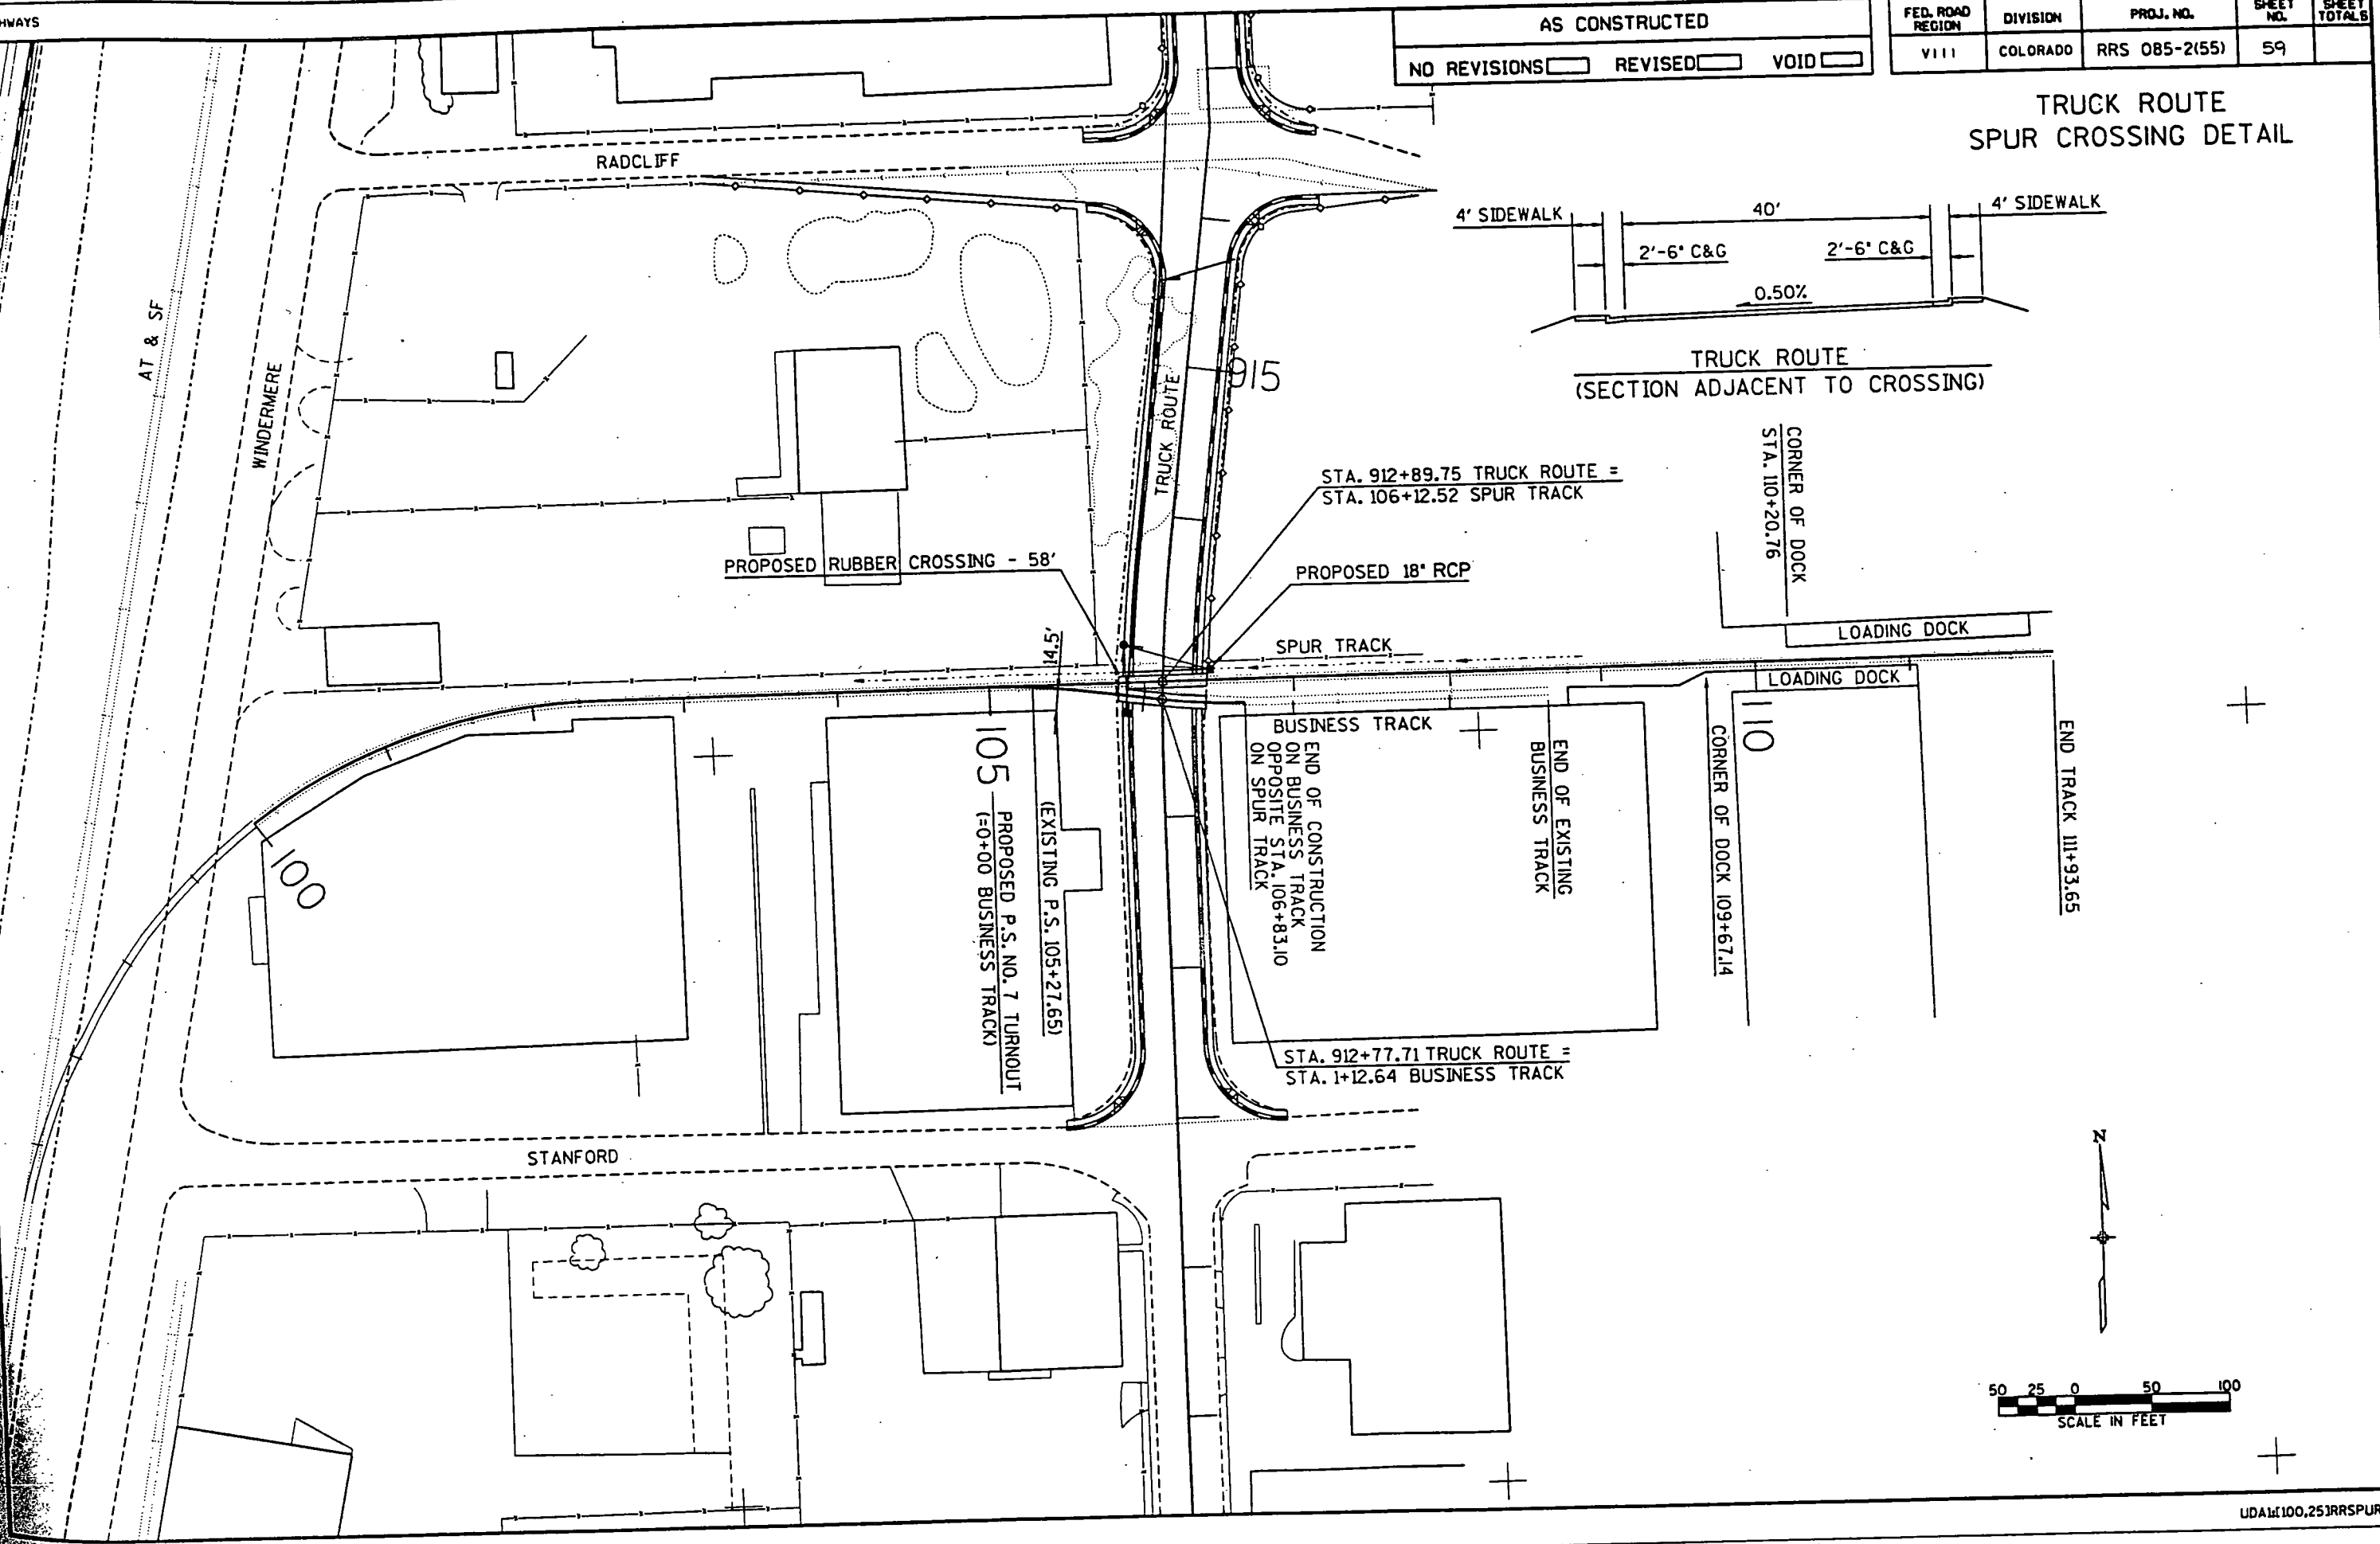 HWAYS
AS CONSTRUCTED
NO REVISIONS REVISED VOID
FED. ROAD REGION DIVISION PROJ. NO. SHEET NO. SHEET TOTALS
VIII COLORADO RRS 085-2(55) 59
TRUCK ROUTE
SPUR CROSSING DETAIL
RADCLIFF
4' SIDEWALK 40' 4' SIDEWALK
2'-6" C&G 2'-6" C&G
0.50%
TRUCK ROUTE
(SECTION ADJACENT TO CROSSING)
AT & SF
WINDERMERE
TRUCK ROUTE
915
STA. 912+89.75 TRUCK ROUTE =
STA. 106+12.52 SPUR TRACK
CORNER OF DOCK
STA. 110+20.76
PROPOSED RUBBER CROSSING - 58'
PROPOSED 18" RCP
14.5'
SPUR TRACK
LOADING DOCK
LOADING DOCK
BUSINESS TRACK
END OF CONSTRUCTION
ON BUSINESS TRACK
OPPOSITE STA. 106+83.10
ON SPUR TRACK
END OF EXISTING
BUSINESS TRACK
110
CORNER OF DOCK 109+67.14
END TRACK 111+93.65
100
105
(EXISTING P.S. 105+27.65)
PROPOSED P.S. NO. 7 TURNOUT
(=0+00 BUSINESS TRACK)
STA. 912+77.71 TRUCK ROUTE =
STA. 1+12.64 BUSINESS TRACK
STANFORD
N
50 25 0 50 100
SCALE IN FEET
UDA1:[100,25]RRSPUR